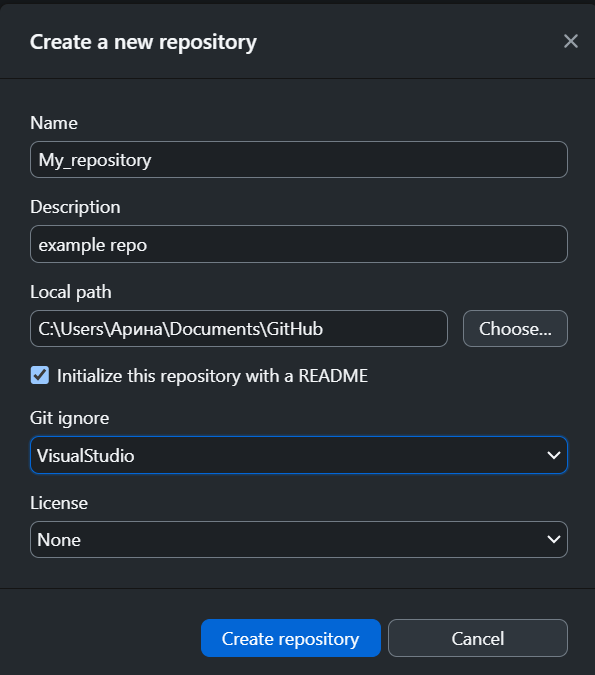 Create a new repository
Name
My_repository
Description
example repo
Local path
C:\Users\Арина\Documents\GitHub
Choose...
Initialize this repository with a README
Git ignore
VisualStudio
License
None
Create repository
Cancel